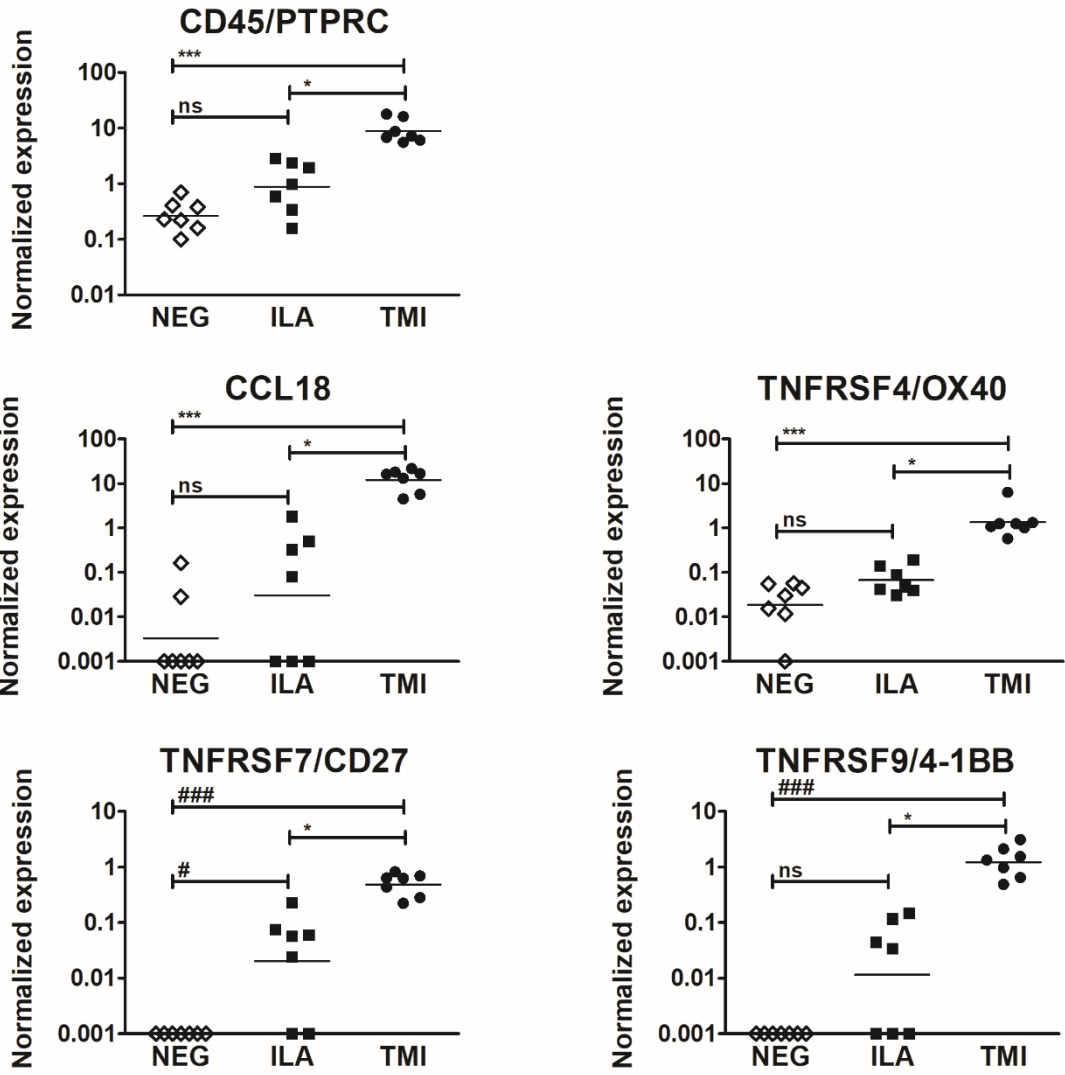 CD45/PTPRC
Normalized expression
***
*
ns
100
10
1
0.1
0.01
NEG ILA TMI
CCL18
Normalized expression
***
*
ns
100
10
1
0.1
0.01
0.001
NEG ILA TMI
TNFRSF4/OX40
Normalized expression
***
*
ns
100
10
1
0.1
0.01
0.001
NEG ILA TMI
TNFRSF7/CD27
Normalized expression
###
*
#
10
1
0.1
0.01
0.001
NEG ILA TMI
TNFRSF9/4-1BB
Normalized expression
###
*
ns
10
1
0.1
0.01
0.001
NEG ILA TMI